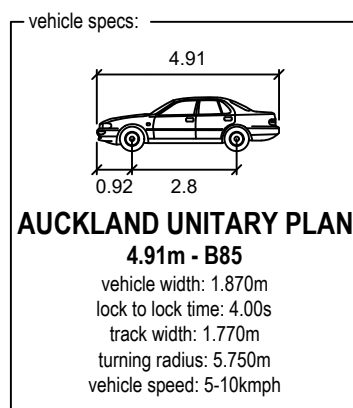 vehicle specs:
4.91
0.92 2.8
AUCKLAND UNITARY PLAN
4.91m - B85
vehicle width: 1.870m
lock to lock time: 4.00s
track width: 1.770m
turning radius: 5.750m
vehicle speed: 5-10kmph